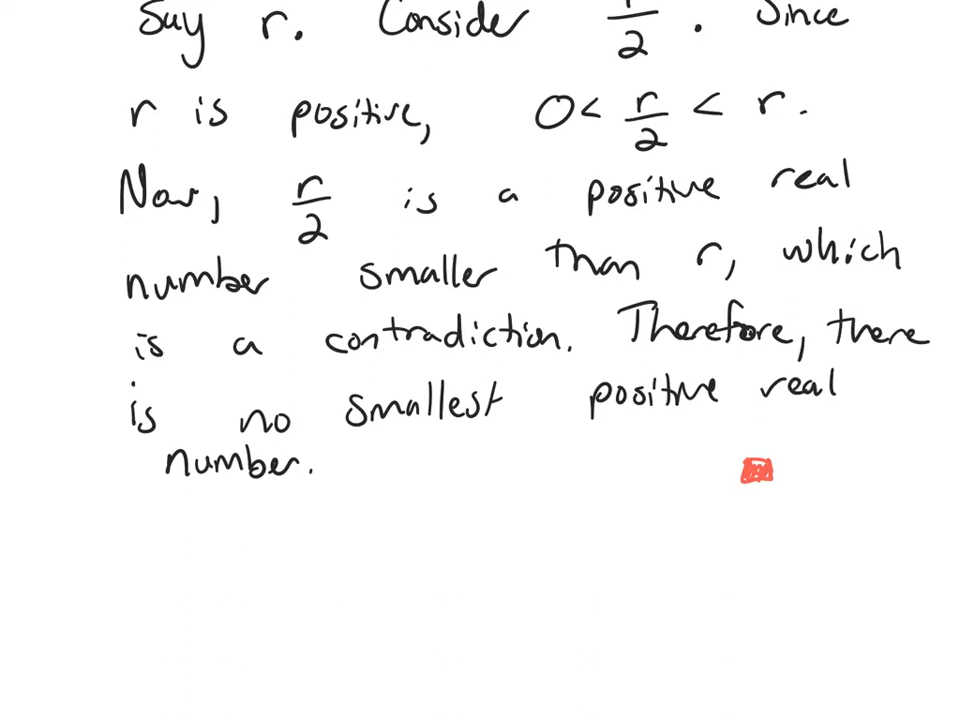 Say r. Consider r/2. Since
r is positive, 0 < r/2 < r.
Now, r/2 is a positive real
number smaller than r, which
is a contradiction. Therefore, there
is no smallest positive real
number.